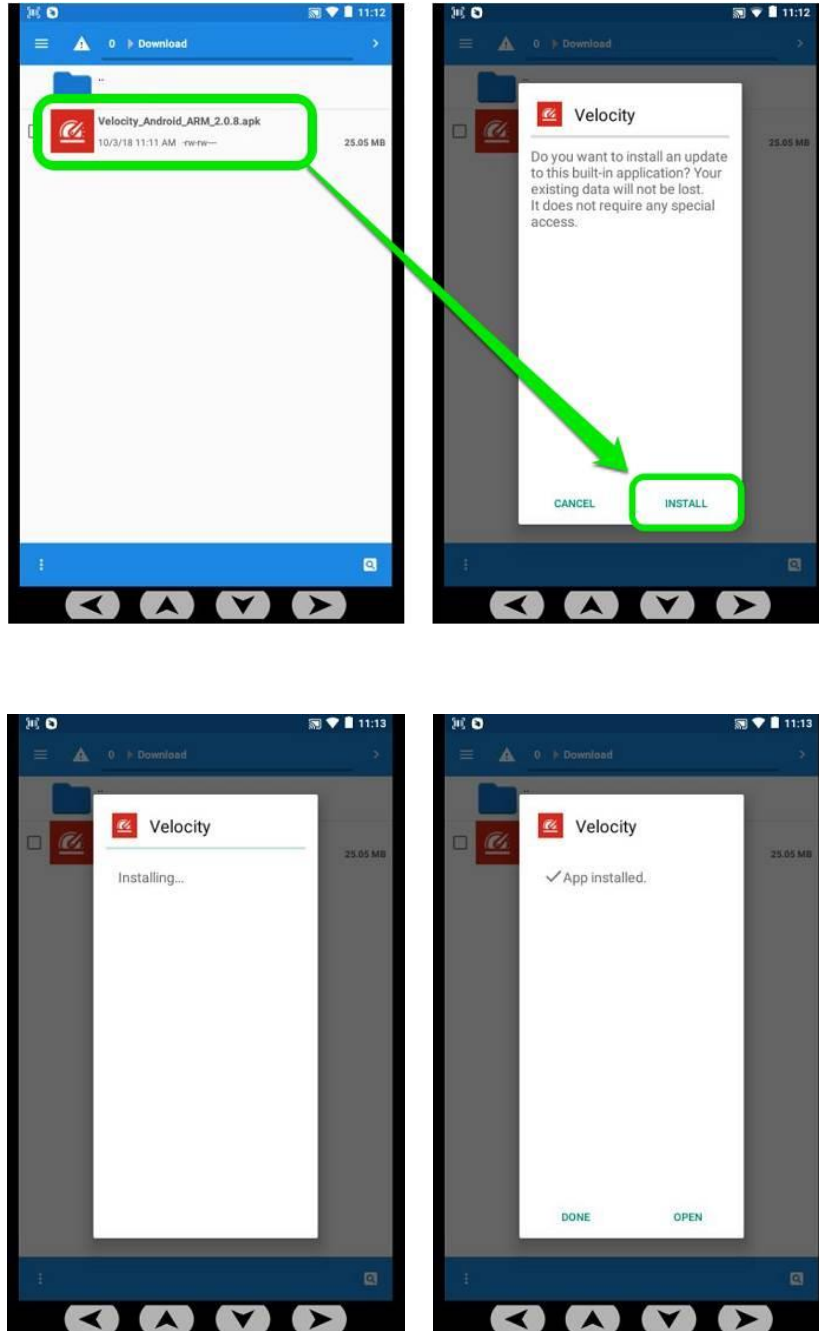 11:12
0 Download
..
Velocity_Android_ARM_2.0.8.apk
10/3/18 11:11 AM -rw-rw----
25.05 MB
11:12
0 Download
Velocity
25.05 MB
Do you want to install an update
to this built-in application? Your
existing data will not be lost.
It does not require any special
access.
CANCEL INSTALL
11:13
0 Download
..
Velocity
25.05 MB
Installing...
11:13
0 Download
..
Velocity
25.05 MB
App installed.
DONE OPEN